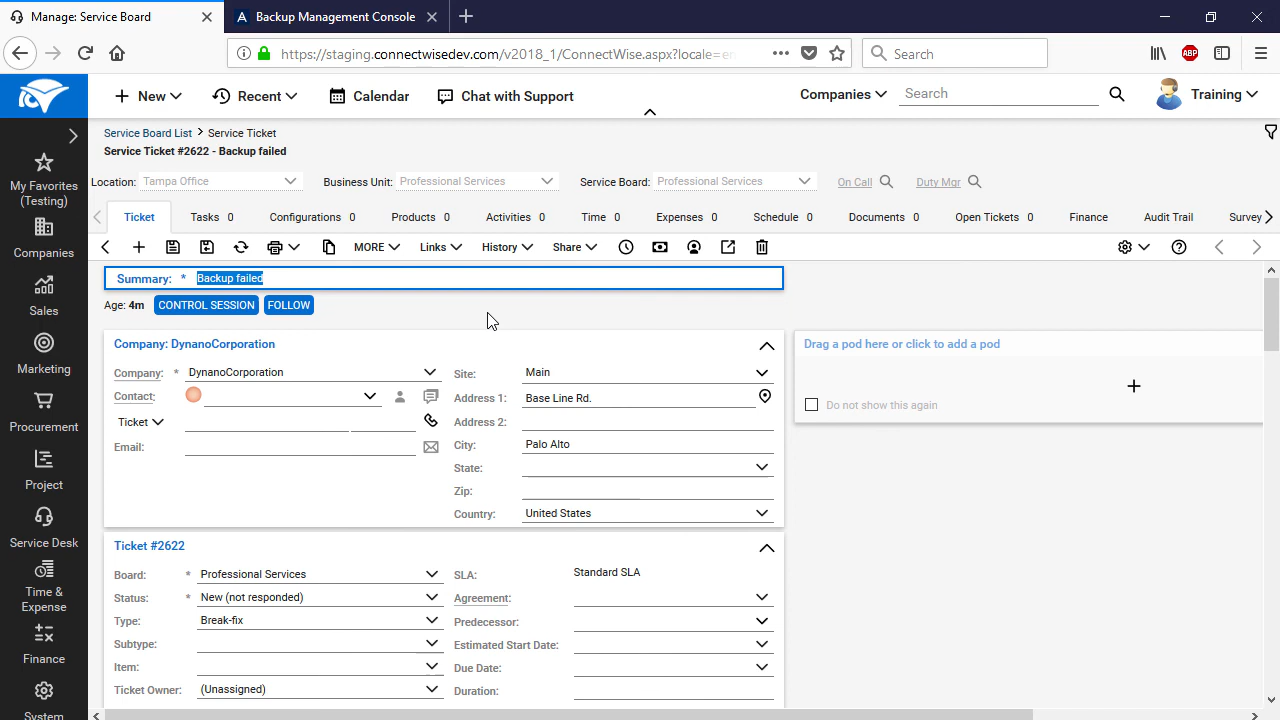 Manage: Service Board
Backup Management Console
https://staging.connectwisedev.com/v2018_1/ConnectWise.aspx?locale=e
Search
ABP
New
Recent
Calendar
Chat with Support
Companies
Search
Training
Service Board List > Service Ticket
Service Ticket #2622 - Backup failed
Location: Tampa Office
Business Unit: Professional Services
Service Board: Professional Services
On Call
Duty Mgr
Ticket
Tasks 0
Configurations 0
Products 0
Activities 0
Time 0
Expenses 0
Schedule 0
Documents 0
Open Tickets 0
Finance
Audit Trail
Survey
MORE
Links
History
Share
My Favorites
(Testing)
Companies
Sales
Marketing
Procurement
Project
Service Desk
Time &
Expense
Finance
System
Summary: * Backup failed
Age: 4m CONTROL SESSION FOLLOW
Company: DynanoCorporation
Company: * DynanoCorporation
Contact:
Ticket
Email:
Site: Main
Address 1: Base Line Rd.
Address 2:
City: Palo Alto
State:
Zip:
Country: United States
Drag a pod here or click to add a pod
Do not show this again
Ticket #2622
Board: * Professional Services
Status: * New (not responded)
Type: Break-fix
Subtype:
Item:
Ticket Owner: (Unassigned)
SLA: Standard SLA
Agreement:
Predecessor:
Estimated Start Date:
Due Date:
Duration: